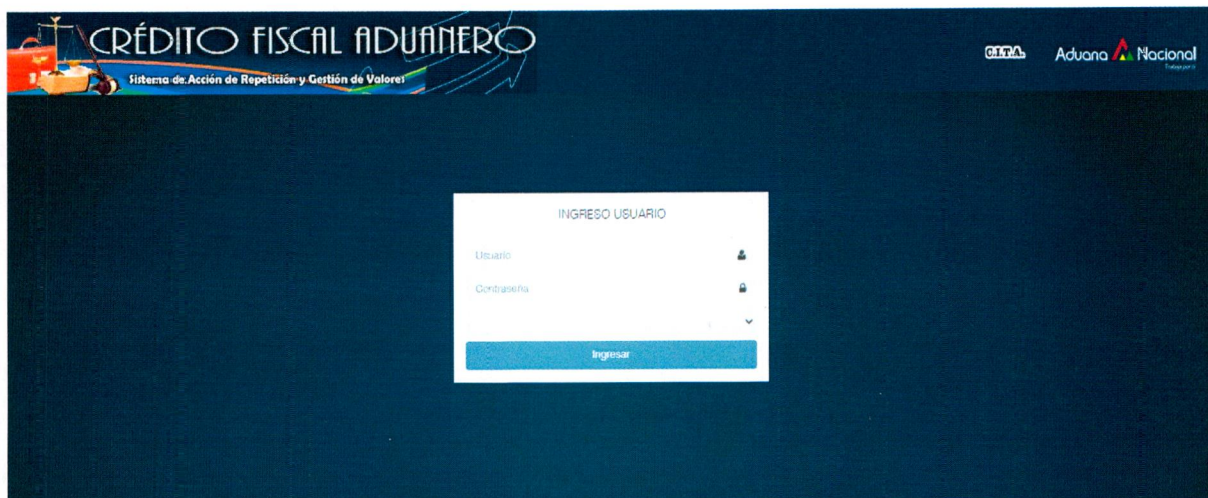 CRÉDITO FISCAL ADUANERO
Sistema de Acción de Repetición y Gestión de Valores
C.I.T.A.
Aduana Nacional
INGRESO USUARIO
Usuario
Contraseña
Ingresar